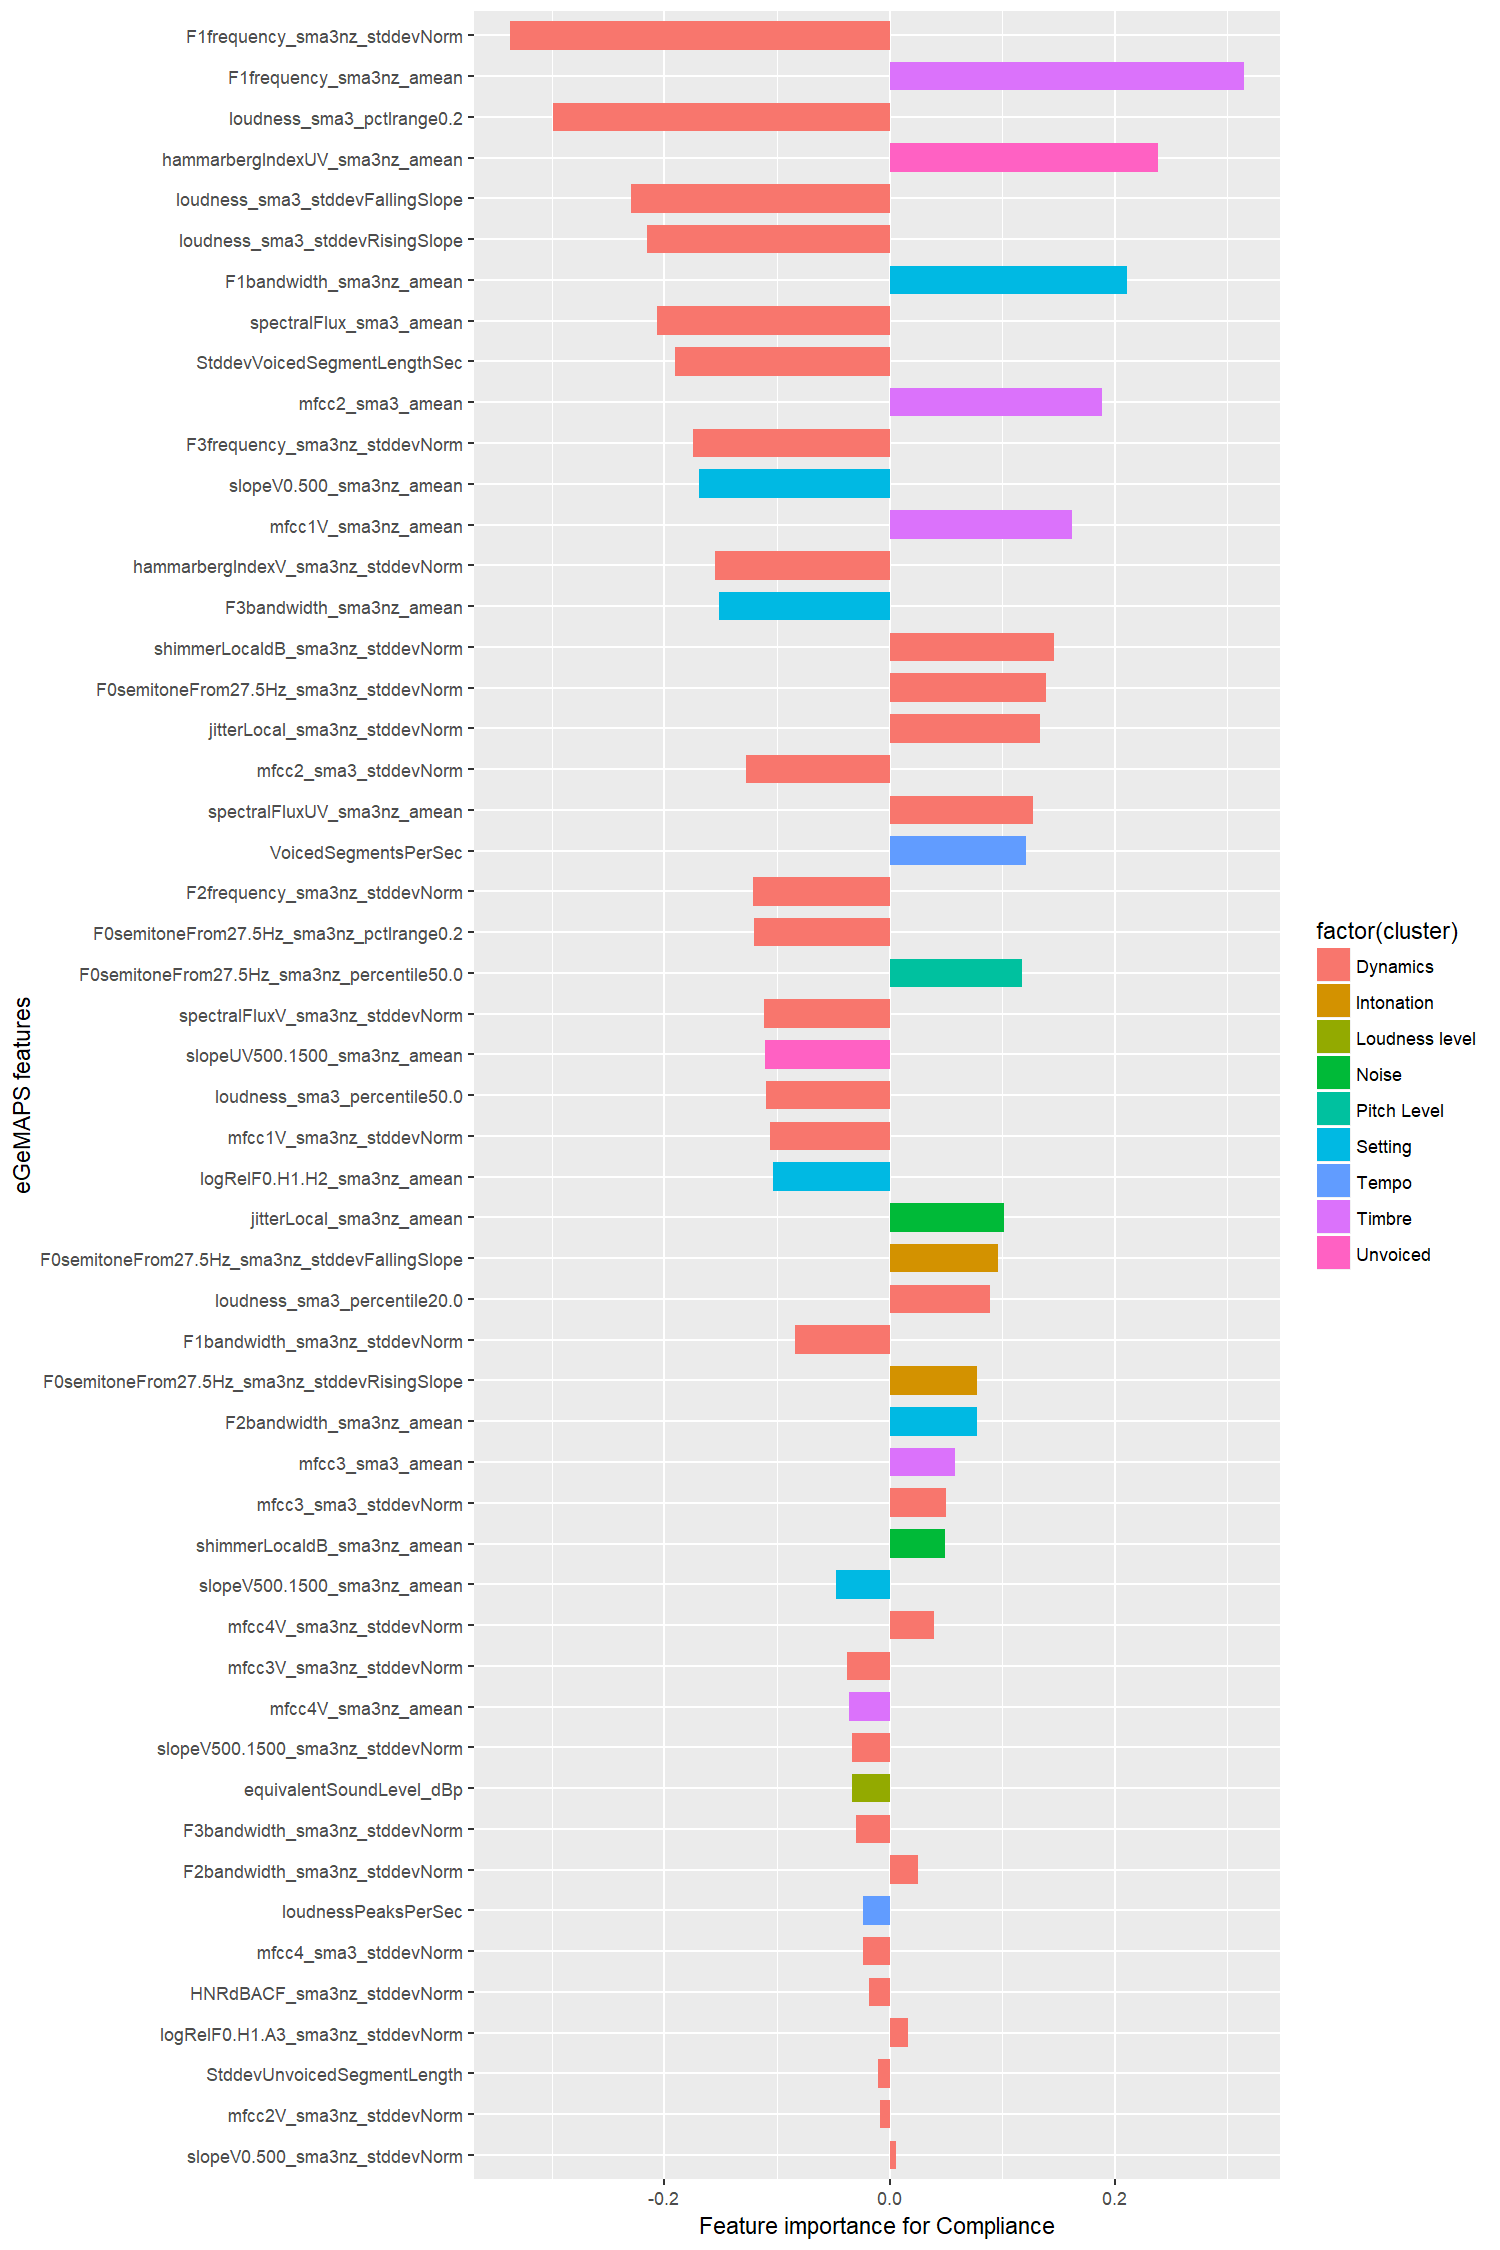 F1frequency_sma3nz_stddevNorm
F1frequency_sma3nz_amean
loudness_sma3_pctlrange0.2
hammarbergIndexUV_sma3nz_amean
loudness_sma3_stddevFallingSlope
loudness_sma3_stddevRisingSlope
F1bandwidth_sma3nz_amean
spectralFlux_sma3_amean
StddevVoicedSegmentLengthSec
mfcc2_sma3_amean
F3frequency_sma3nz_stddevNorm
slopeV0.500_sma3nz_amean
mfcc1V_sma3nz_amean
hammarbergIndexV_sma3nz_stddevNorm
F3bandwidth_sma3nz_amean
shimmerLocaldB_sma3nz_stddevNorm
F0semitoneFrom27.5Hz_sma3nz_stddevNorm
jitterLocal_sma3nz_stddevNorm
mfcc2_sma3_stddevNorm
spectralFluxUV_sma3nz_amean
VoicedSegmentsPerSec
F2frequency_sma3nz_stddevNorm
F0semitoneFrom27.5Hz_sma3nz_pctlrange0.2
F0semitoneFrom27.5Hz_sma3nz_percentile50.0
spectralFluxV_sma3nz_stddevNorm
slopeUV500.1500_sma3nz_amean
loudness_sma3_percentile50.0
mfcc1V_sma3nz_stddevNorm
logRelF0.H1.H2_sma3nz_amean
jitterLocal_sma3nz_amean
F0semitoneFrom27.5Hz_sma3nz_stddevFallingSlope
loudness_sma3_percentile20.0
F1bandwidth_sma3nz_stddevNorm
F0semitoneFrom27.5Hz_sma3nz_stddevRisingSlope
F2bandwidth_sma3nz_amean
mfcc3_sma3_amean
mfcc3_sma3_stddevNorm
shimmerLocaldB_sma3nz_amean
slopeV500.1500_sma3nz_amean
mfcc4V_sma3nz_stddevNorm
mfcc3V_sma3nz_stddevNorm
mfcc4V_sma3nz_amean
slopeV500.1500_sma3nz_stddevNorm
equivalentSoundLevel_dBp
F3bandwidth_sma3nz_stddevNorm
F2bandwidth_sma3nz_stddevNorm
loudnessPeaksPerSec
mfcc4_sma3_stddevNorm
HNRdBACF_sma3nz_stddevNorm
logRelF0.H1.A3_sma3nz_stddevNorm
StddevUnvoicedSegmentLength
mfcc2V_sma3nz_stddevNorm
slopeV0.500_sma3nz_stddevNorm
eGeMAPS features
-0.2 0.0 0.2
Feature importance for Compliance
factor(cluster)
Dynamics
Intonation
Loudness level
Noise
Pitch Level
Setting
Tempo
Timbre
Unvoiced